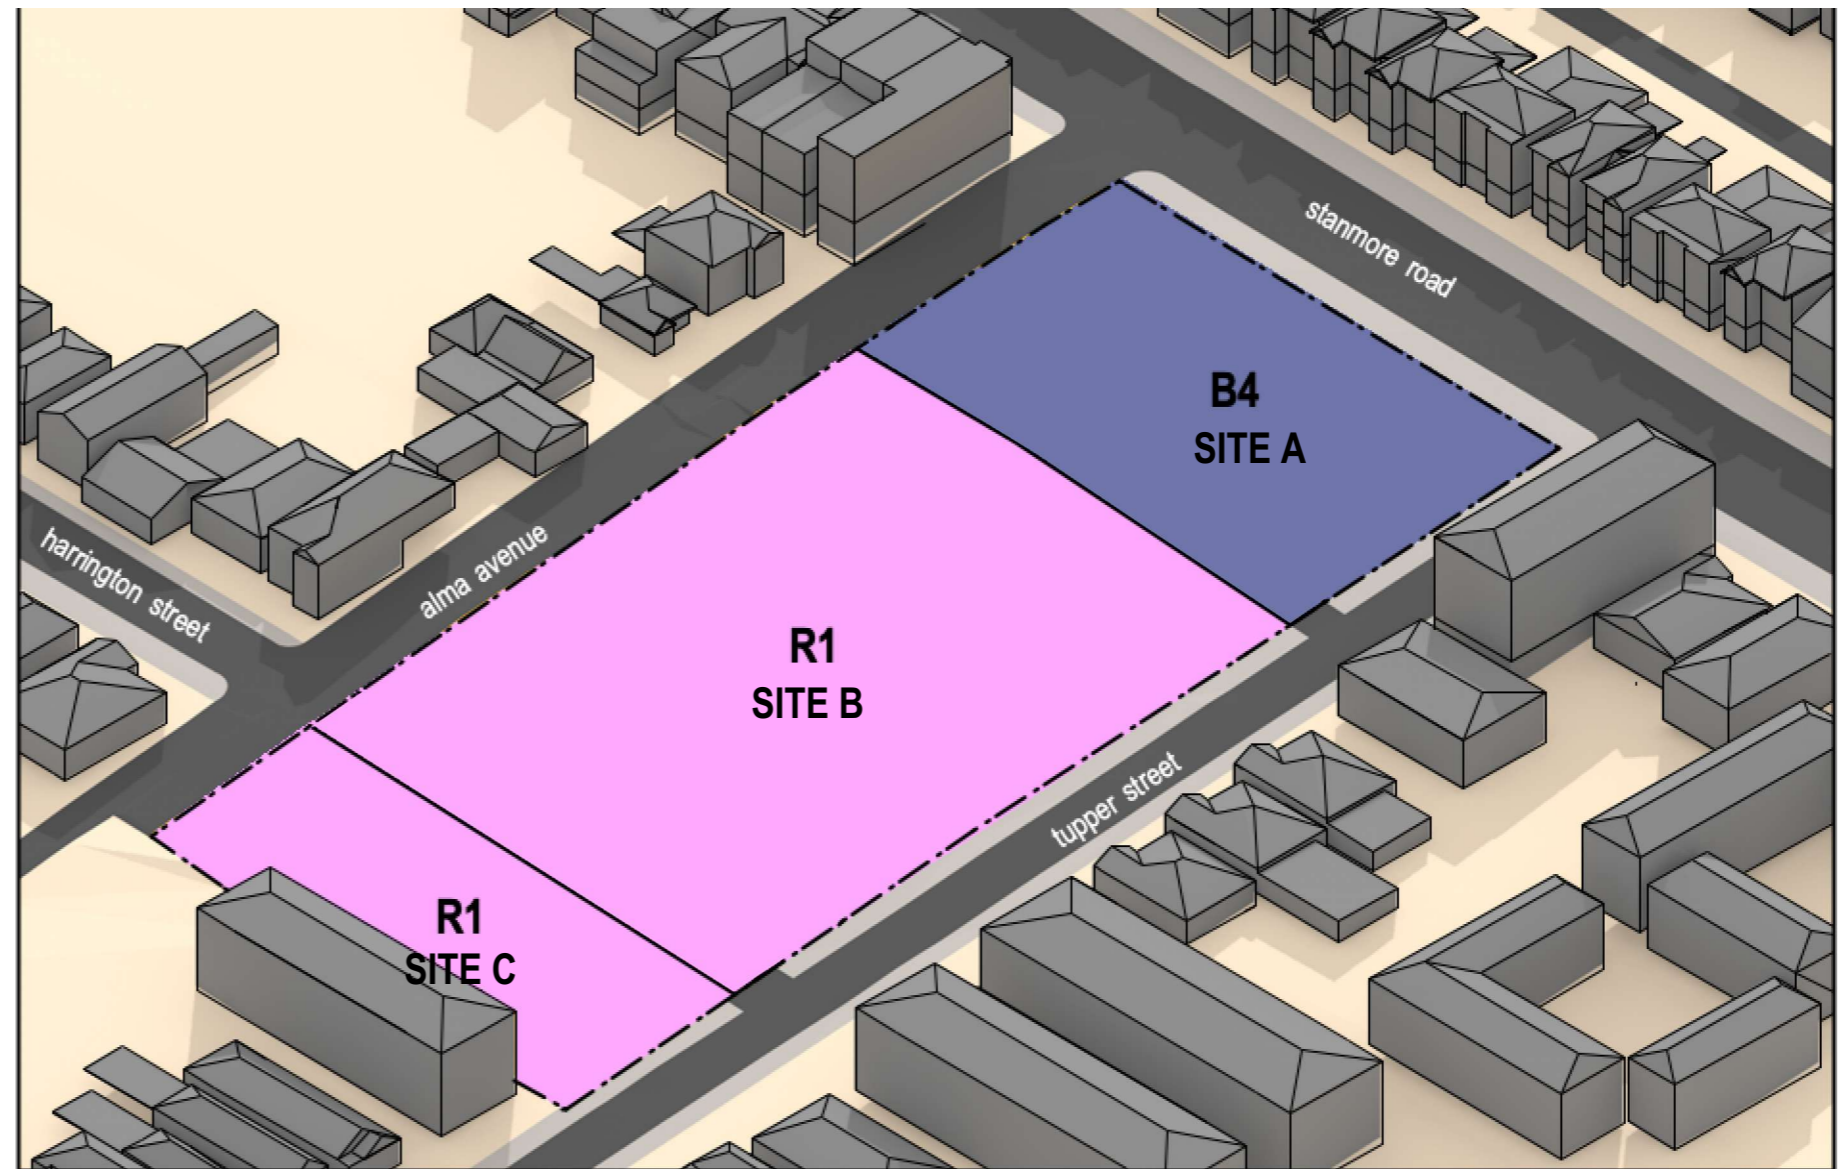 stanmore road
B4
SITE A
harrington street
alma avenue
R1
SITE B
tupper street
R1
SITE C